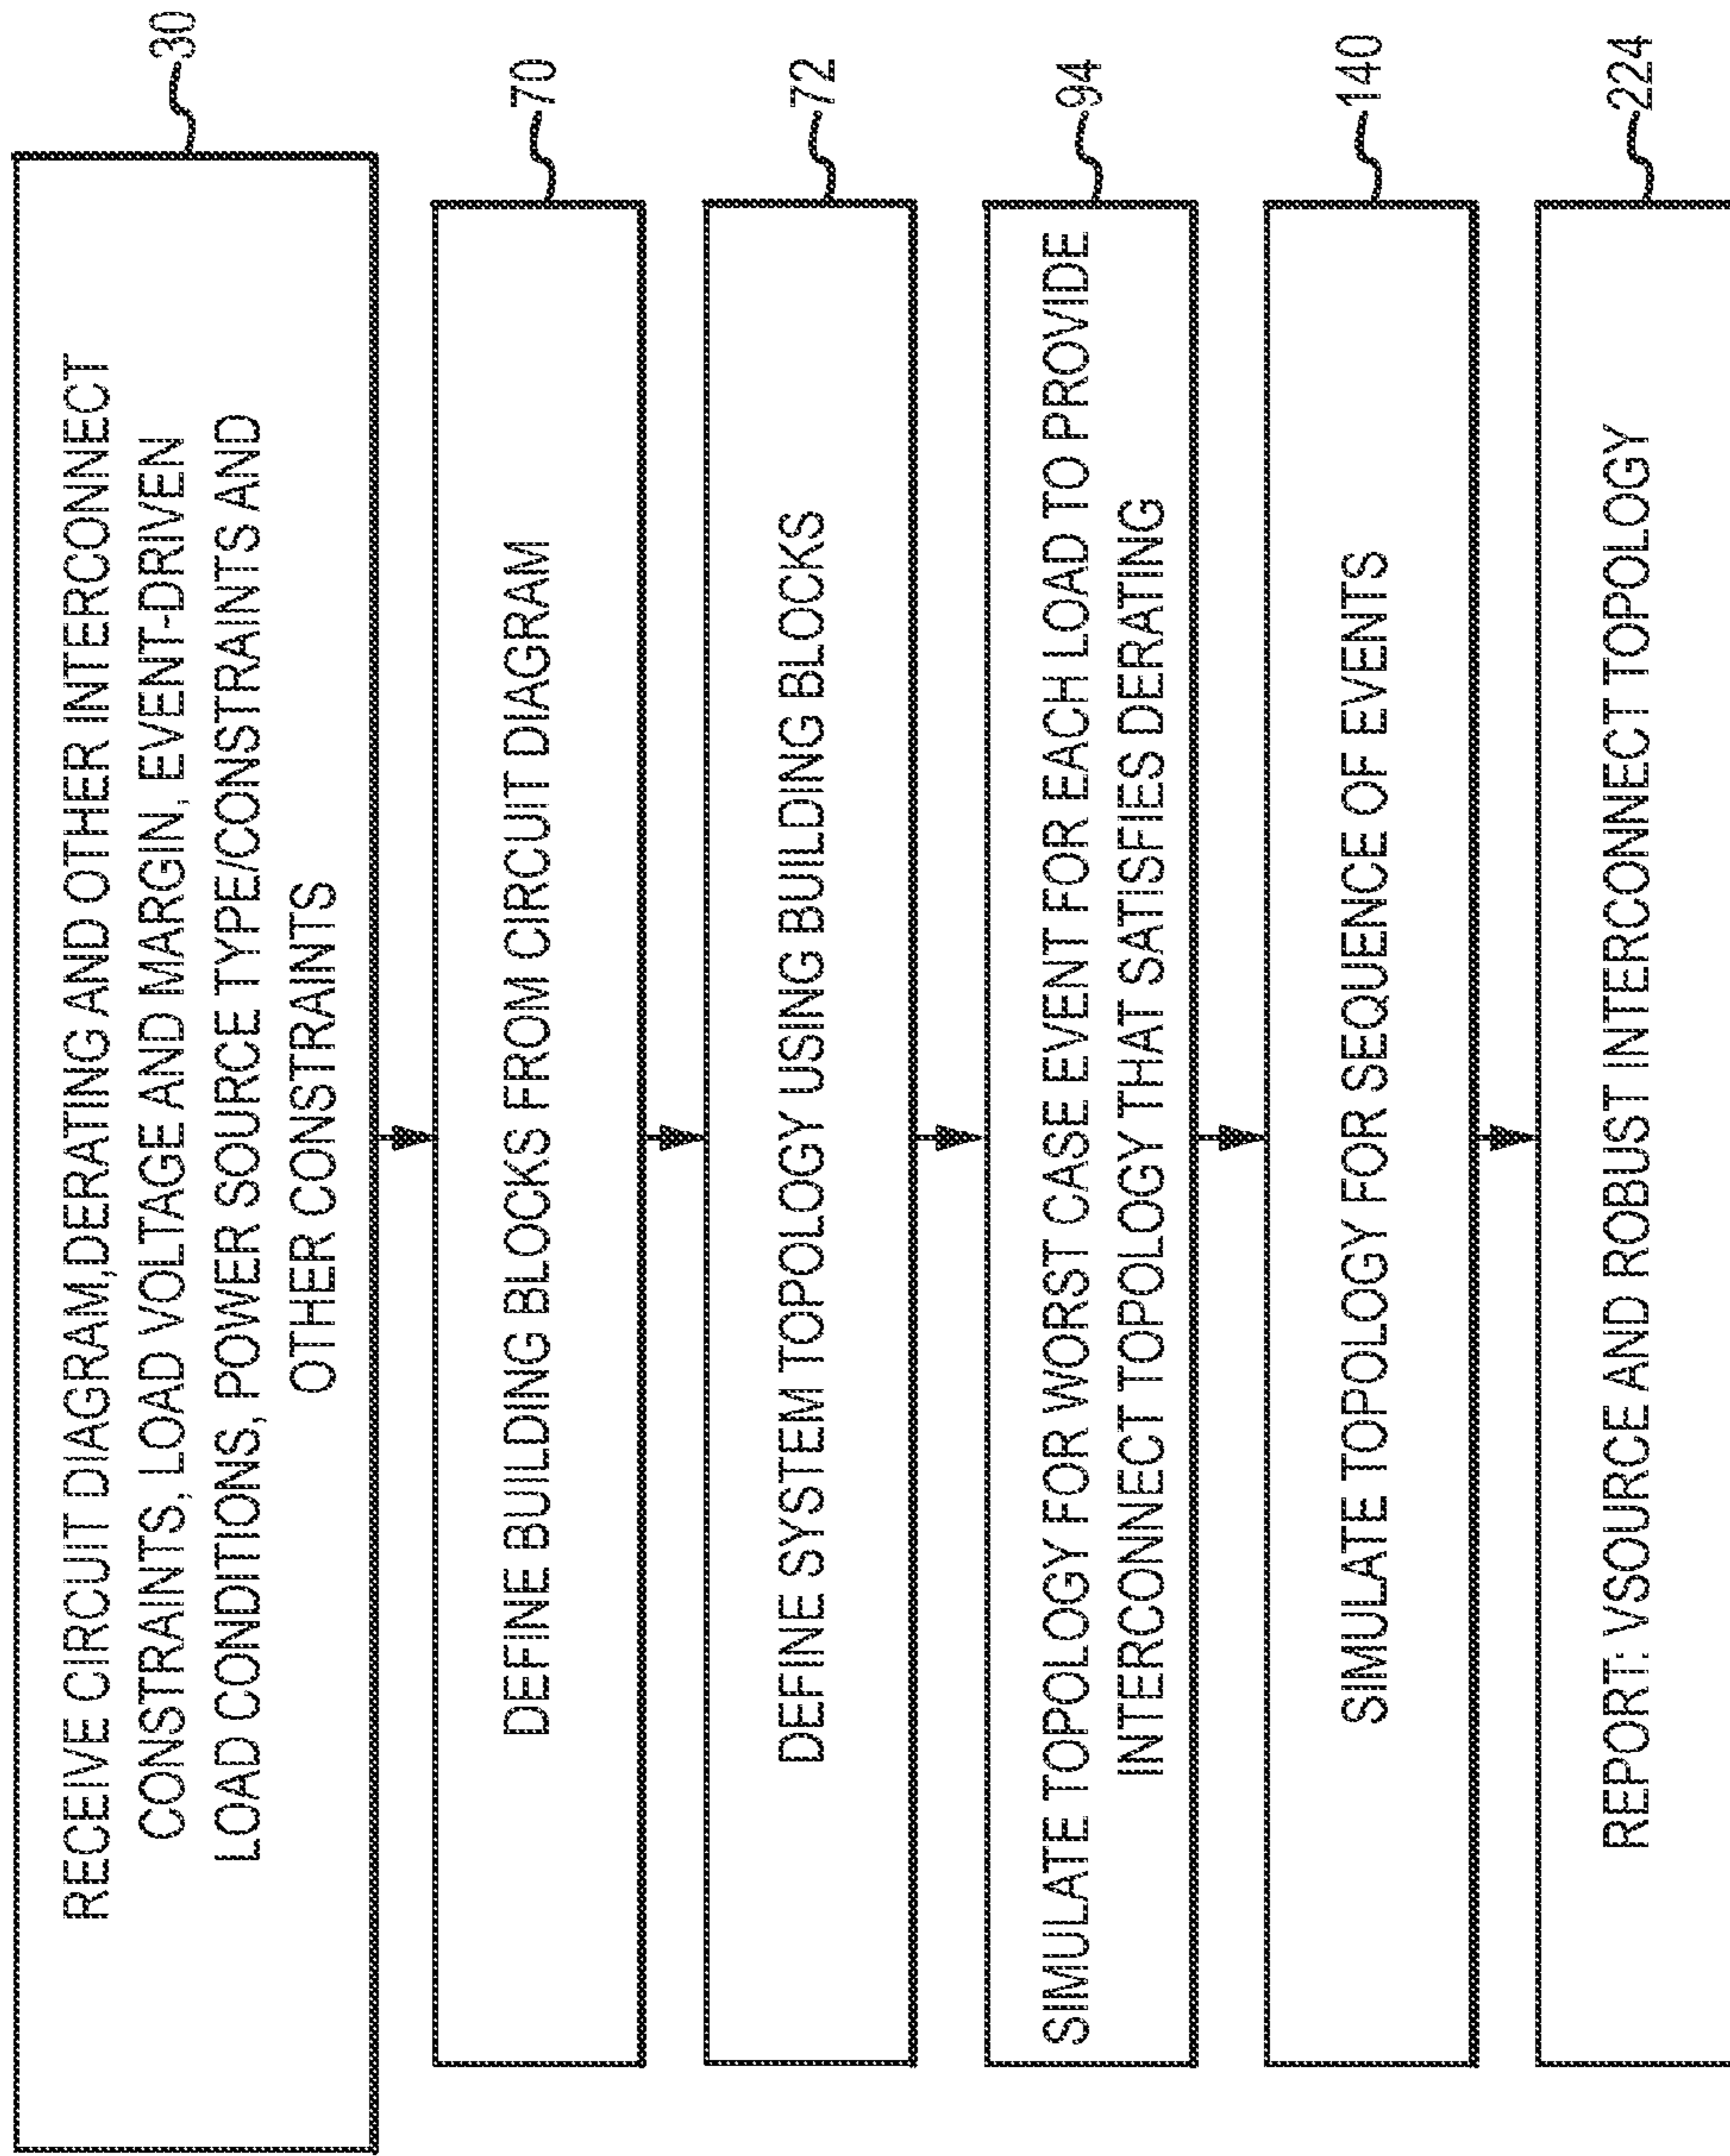 RECEIVE CIRCUIT DIAGRAM,DERATING AND OTHER INTERCONNECT
CONSTRAINTS, LOAD VOLTAGE AND MARGIN, EVENT-DRIVEN
LOAD CONDITIONS, POWER SOURCE TYPE/CONSTRAINTS AND
OTHER CONSTRAINTS
30
DEFINE BUILDING BLOCKS FROM CIRCUIT DIAGRAM
70
DEFINE SYSTEM TOPOLOGY USING BUILDING BLOCKS
72
SIMULATE TOPOLOGY FOR WORST CASE EVENT FOR EACH LOAD TO PROVIDE
INTERCONNECT TOPOLOGY THAT SATISFIES DERATING
94
SIMULATE TOPOLOGY FOR SEQUENCE OF EVENTS
140
REPORT: VSOURCE AND ROBUST INTERCONNECT TOPOLOGY
224